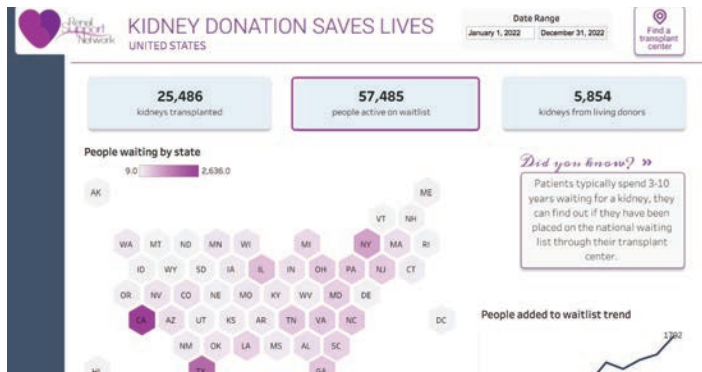 Renal
Support
Network
KIDNEY DONATION SAVES LIVES
UNITED STATES
Date Range
January 1, 2022 December 31, 2022
Find a
transplant
center
25,486
kidneys transplanted
57,485
people active on waitlist
5,854
kidneys from living donors
People waiting by state
9.0 2,636.0
Did you know? »
Patients typically spend 3-10
years waiting for a kidney, they
can find out if they have been
placed on the national waiting
list through their transplant
center.
AK ME
VT NH
WA MT ND MN WI MI NY MA RI
ID WY SD IA IL IN OH PA NJ CT
OR NV CO NE MO KY WV MD DE
CA AZ UT KS AR TN VA NC DC
NM OK LA MS AL SC
HI TX GA
People added to waitlist trend
1792